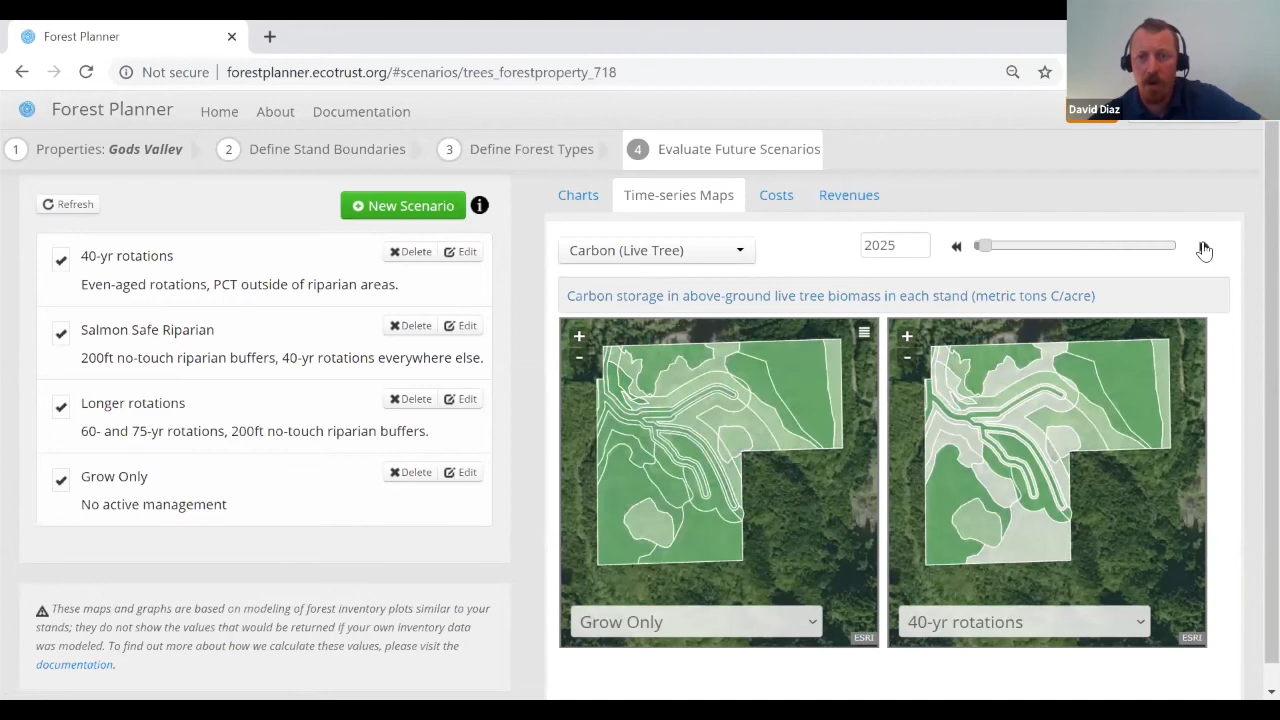 Forest Planner
Not secure
forestplanner.ecotrust.org/#scenarios/trees_forestproperty_718
David Diaz
Forest Planner
Home
About
Documentation
1
Properties: Gods Valley
2
Define Stand Boundaries
3
Define Forest Types
4
Evaluate Future Scenarios
Refresh
New Scenario
40-yr rotations
Delete
Edit
Even-aged rotations, PCT outside of riparian areas.
Salmon Safe Riparian
Delete
Edit
200ft no-touch riparian buffers, 40-yr rotations everywhere else.
Longer rotations
Delete
Edit
60- and 75-yr rotations, 200ft no-touch riparian buffers.
Grow Only
Delete
Edit
No active management
These maps and graphs are based on modeling of forest inventory plots similar to your
stands; they do not show the values that would be returned if your own inventory data
was modeled. To find out more about how we calculate these values, please visit the
documentation.
Charts
Time-series Maps
Costs
Revenues
Carbon (Live Tree)
2025
Carbon storage in above-ground live tree biomass in each stand (metric tons C/acre)
+
-
Grow Only
ESRI
+
-
40-yr rotations
ESRI